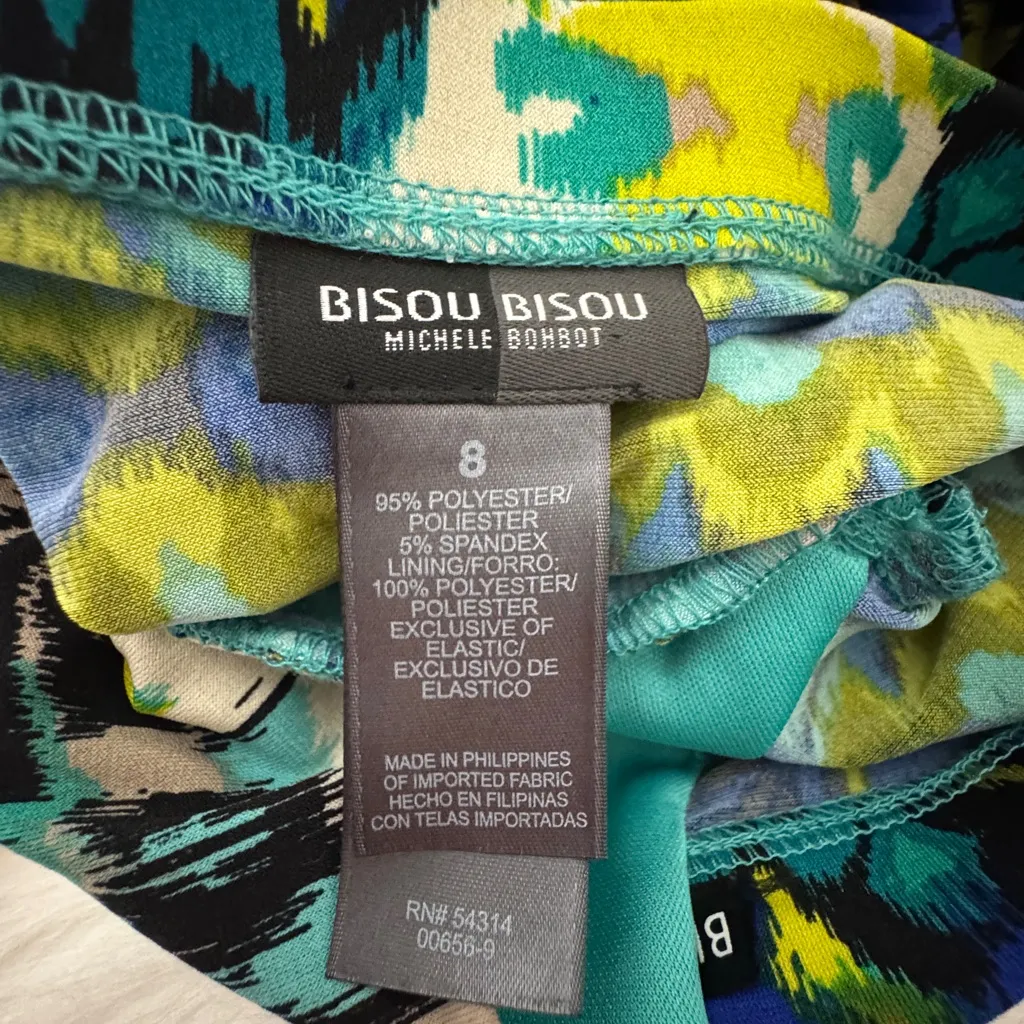 BISOU BISOU
MICHELE BOHBOT
8
95% POLYESTER/
POLIESTER
5% SPANDEX
LINING/FORRO:
100% POLYESTER/
POLIESTER
EXCLUSIVE OF
ELASTIC/
EXCLUSIVO DE
ELASTICO
MADE IN PHILIPPINES
OF IMPORTED FABRIC
HECHO EN FILIPINAS
CON TELAS IMPORTADAS
RN# 54314
00656-9